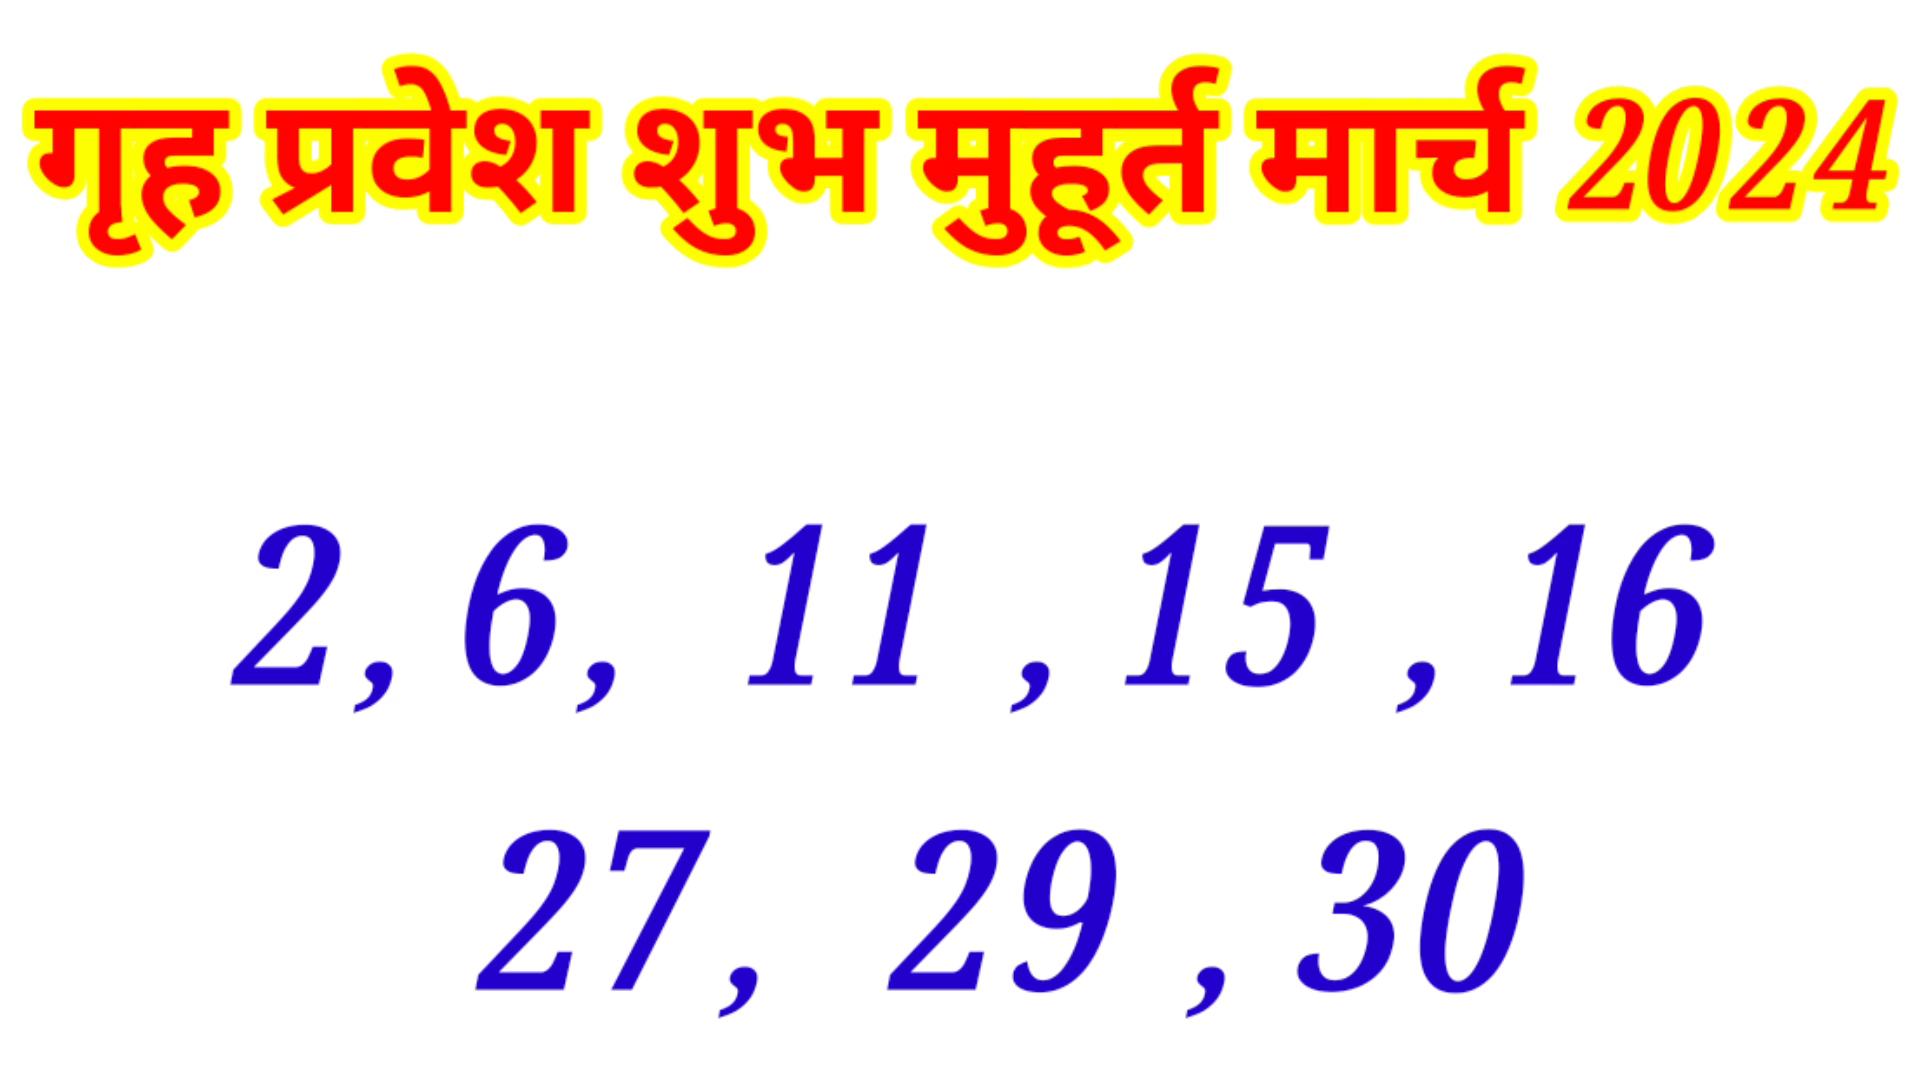 गृह प्रवेश शुभ मुहूर्त मार्च 2024
2, 6, 11 , 15 , 16
27, 29 , 30